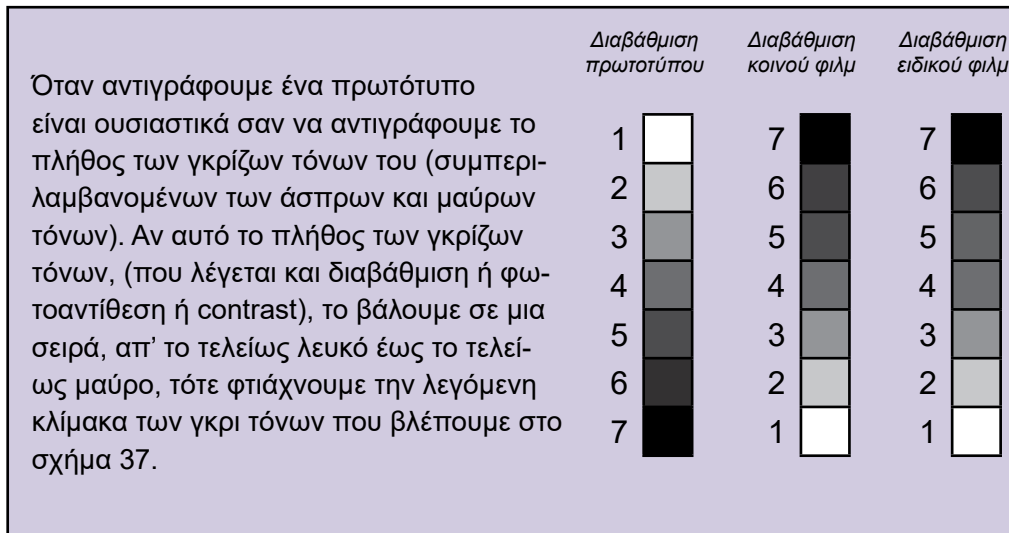 Όταν αντιγράφουμε ένα πρωτότυπο
είναι ουσιαστικά σαν να αντιγράφουμε το
πλήθος των γκρίζων τόνων του (συμπερι-
λαμβανομένων των άσπρων και μαύρων
τόνων). Αν αυτό το πλήθος των γκρίζων
τόνων, (που λέγεται και διαβάθμιση ή φω-
τοαντίθεση ή contrast), το βάλουμε σε μια
σειρά, απ’ το τελείως λευκό έως το τελεί-
ως μαύρο, τότε φτιάχνουμε την λεγόμενη
κλίμακα των γκρι τόνων που βλέπουμε στο
σχήμα 37.
Διαβάθμιση
πρωτοτύπου
1
2
3
4
5
6
7
Διαβάθμιση
κοινού φιλμ
7
6
5
4
3
2
1
Διαβάθμιση
ειδικού φιλμ
7
6
5
4
3
2
1